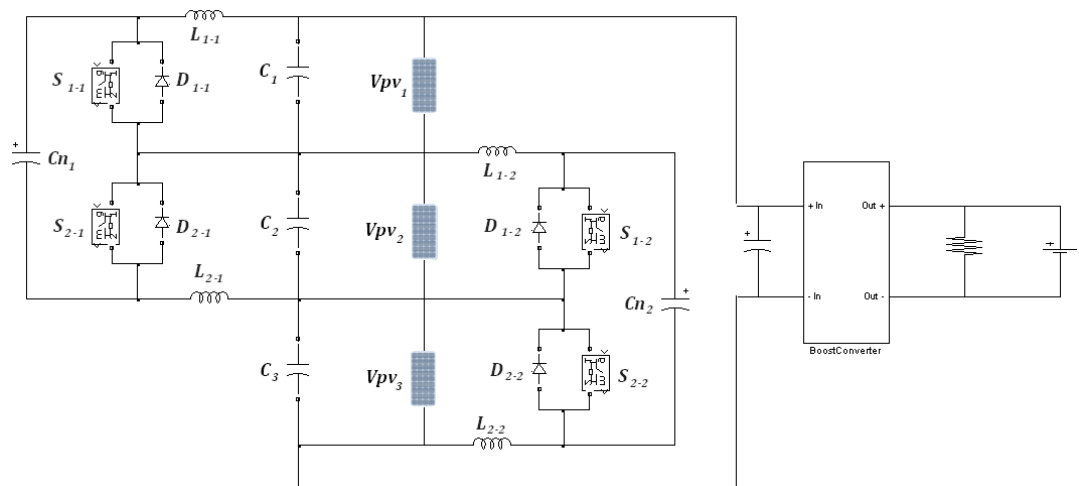 L1-1
S1-1
D1-1
C1
Vpv1
+
Cn1
L1-2
S2-1
D2-1
C2
Vpv2
D1-2
S1-2
+ In
Out +
+
+
L2-1
- In
Out -
+
Cn2
BoostConverter
C3
Vpv3
D2-2
S2-2
L2-2